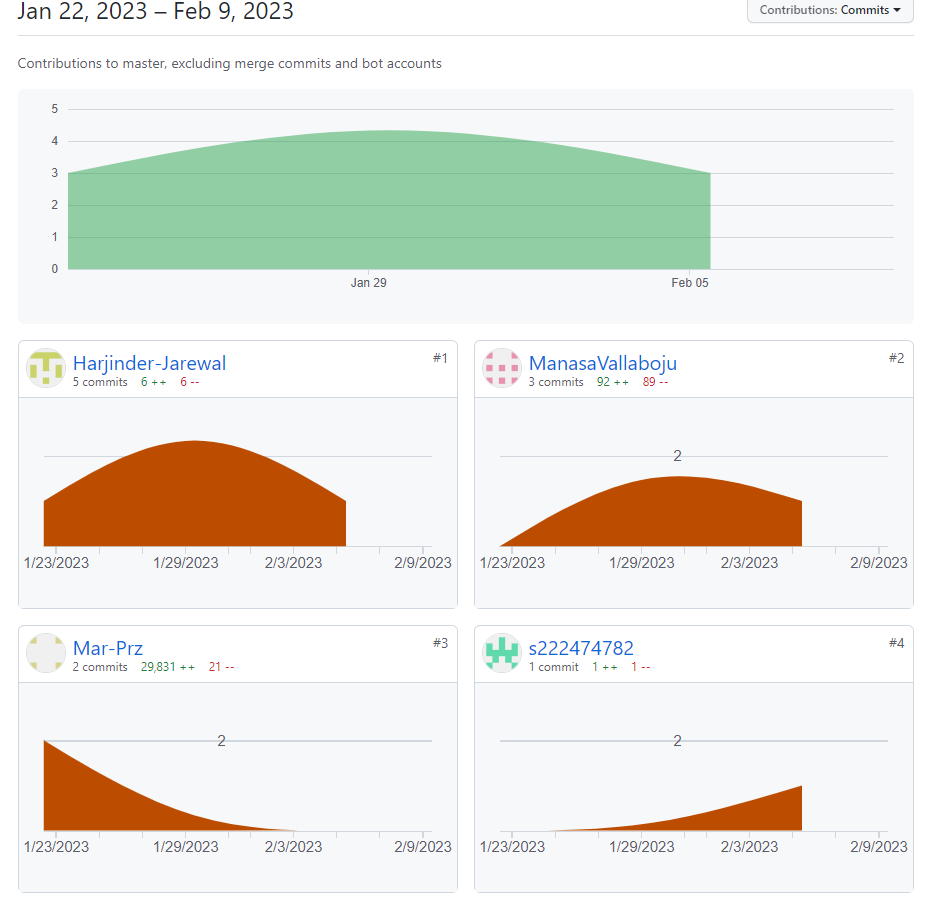 Jan 22, 2023 – Feb 9, 2023
Contributions: Commits
Contributions to master, excluding merge commits and bot accounts
5
4
3
2
1
0
Jan 29
Feb 05
Harjinder-Jarewal
#1
5 commits 6 ++ 6 --
1/23/2023 1/29/2023 2/3/2023 2/9/2023
ManasaVallaboju
#2
3 commits 92 ++ 89 --
2
1/23/2023 1/29/2023 2/3/2023 2/9/2023
Mar-Prz
#3
2 commits 29,831 ++ 21 --
2
1/23/2023 1/29/2023 2/3/2023 2/9/2023
s222474782
#4
1 commit 1 ++ 1 --
2
1/23/2023 1/29/2023 2/3/2023 2/9/2023